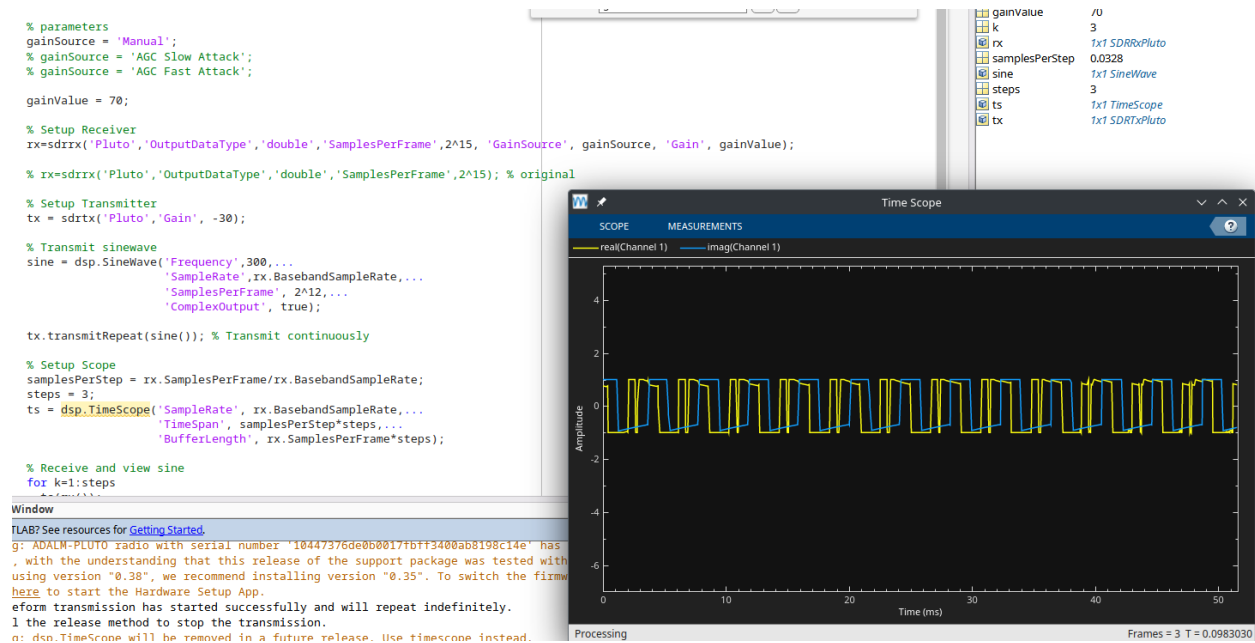 % parameters
gainSource = 'Manual';
% gainSource = 'AGC Slow Attack';
% gainSource = 'AGC Fast Attack';
gainValue = 70;
% Setup Receiver
rx=sdrrx('Pluto','OutputDataType','double','SamplesPerFrame',2^15, 'GainSource', gainSource, 'Gain', gainValue);
% rx=sdrrx('Pluto','OutputDataType','double','SamplesPerFrame',2^15); % original
% Setup Transmitter
tx = sdrtx('Pluto','Gain', -30);
% Transmit sinewave
sine = dsp.SineWave('Frequency',300,...
'SampleRate',rx.BasebandSampleRate,...
'SamplesPerFrame', 2^12,...
'ComplexOutput', true);
tx.transmitRepeat(sine()); % Transmit continuously
% Setup Scope
samplesPerStep = rx.SamplesPerFrame/rx.BasebandSampleRate;
steps = 3;
ts = dsp.TimeScope('SampleRate', rx.BasebandSampleRate,...
'TimeSpan', samplesPerStep*steps,...
'BufferLength', rx.SamplesPerFrame*steps);
% Receive and view sine
for k=1:steps
Window
TLAB? See resources for Getting Started.
g: ADALM-PLUTO radio with serial number '10447376de0b0017fbff3400ab8198c14e' has
, with the understanding that this release of the support package was tested with
using version "0.38", we recommend installing version "0.35". To switch the firmw
here to start the Hardware Setup App.
eform transmission has started successfully and will repeat indefinitely.
l the release method to stop the transmission.
g: dsp.TimeScope will be removed in a future release. Use timescope instead.
gainValue 70
k 3
rx 1x1 SDRRxPluto
samplesPerStep 0.0328
sine 1x1 SineWave
steps 3
ts 1x1 TimeScope
tx 1x1 SDRTxPluto
Time Scope
SCOPE MEASUREMENTS ?
real(Channel 1) imag(Channel 1)
4
2
0
-2
-4
-6
Amplitude
0 10 20 30 40 50
Time (ms)
Processing Frames = 3 T = 0.0983030